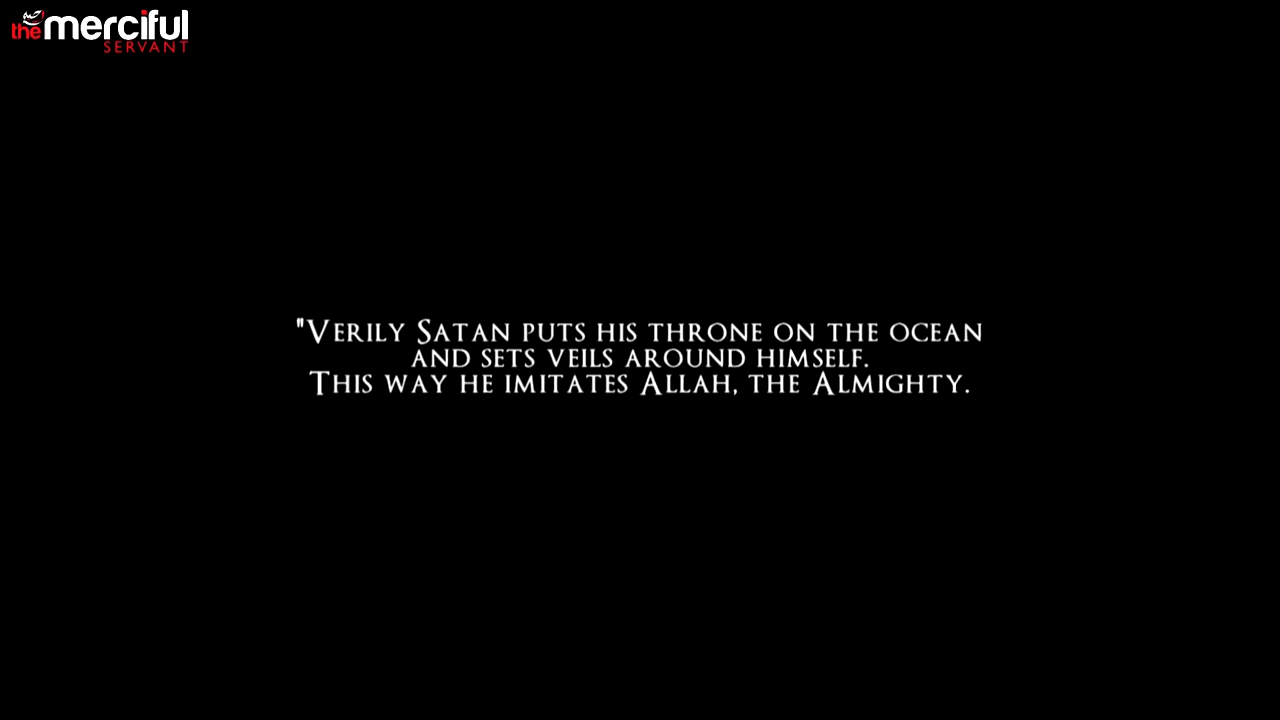 the merciful
SERVANT
"VERILY SATAN PUTS HIS THRONE ON THE OCEAN
AND SETS VEILS AROUND HIMSELF.
THIS WAY HE IMITATES ALLAH, THE ALMIGHTY.